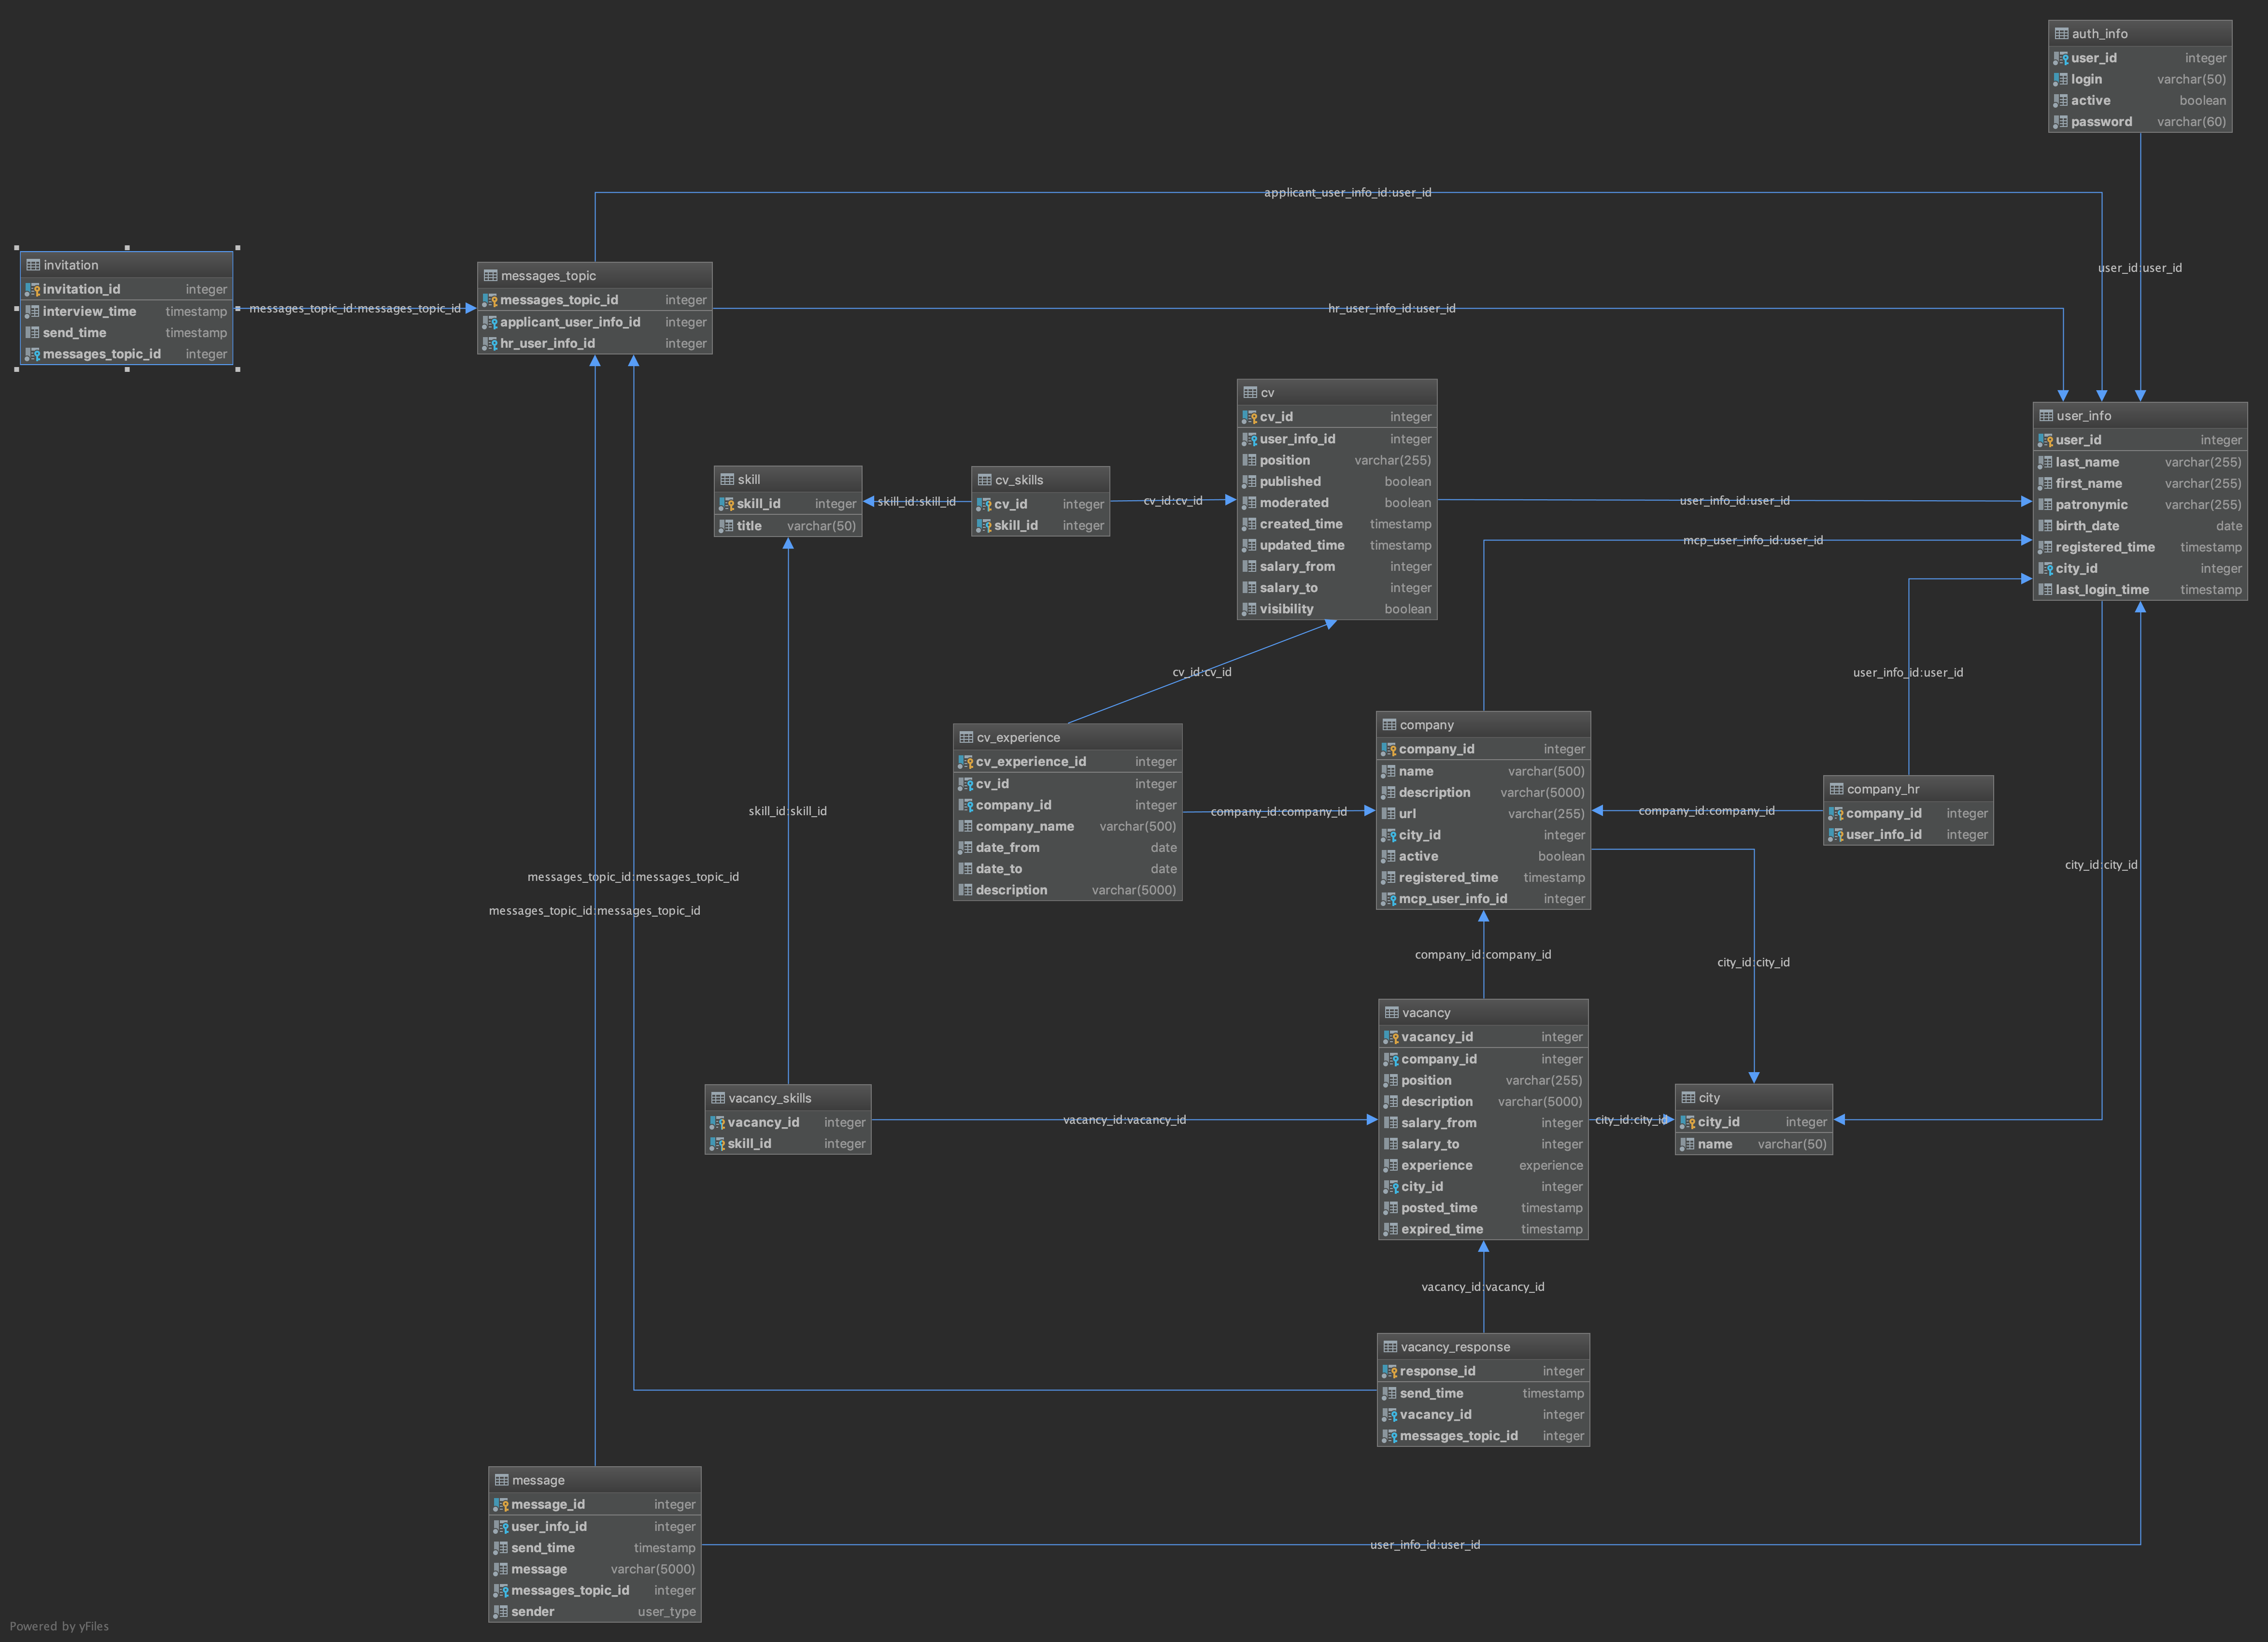 auth_info
user_id integer
login varchar(50)
active boolean
password varchar(60)
applicant_user_info_id:user_id
user_id:user_id
invitation
invitation_id integer
interview_time timestamp
send_time timestamp
messages_topic_id integer
messages_topic_id:messages_topic_id
messages_topic
messages_topic_id integer
applicant_user_info_id integer
hr_user_info_id integer
hr_user_info_id:user_id
cv
cv_id integer
user_info_id integer
position varchar(255)
published boolean
moderated boolean
created_time timestamp
updated_time timestamp
salary_from integer
salary_to integer
visibility boolean
user_info
user_id integer
last_name varchar(255)
first_name varchar(255)
patronymic varchar(255)
birth_date date
registered_time timestamp
city_id integer
last_login_time timestamp
skill
skill_id integer
title varchar(50)
skill_id:skill_id
cv_skills
cv_id integer
skill_id integer
cv_id:cv_id
user_info_id:user_id
mcp_user_info_id:user_id
cv_id:cv_id
user_info_id:user_id
cv_experience
cv_experience_id integer
cv_id integer
company_id integer
company_name varchar(500)
date_from date
date_to date
description varchar(5000)
company_id:company_id
company
company_id integer
name varchar(500)
description varchar(5000)
url varchar(255)
city_id integer
active boolean
registered_time timestamp
mcp_user_info_id integer
company_id:company_id
company_hr
company_id integer
user_info_id integer
skill_id:skill_id
city_id:city_id
messages_topic_id:messages_topic_id
messages_topic_id:messages_topic_id
company_id:company_id
city_id:city_id
vacancy
vacancy_id integer
company_id integer
position varchar(255)
description varchar(5000)
salary_from integer
salary_to integer
experience experience
city_id integer
posted_time timestamp
expired_time timestamp
vacancy_skills
vacancy_id integer
skill_id integer
vacancy_id:vacancy_id
city_id:city_id
city
city_id integer
name varchar(50)
vacancy_id:vacancy_id
vacancy_response
response_id integer
send_time timestamp
vacancy_id integer
messages_topic_id integer
message
message_id integer
user_info_id integer
send_time timestamp
message varchar(5000)
messages_topic_id integer
sender user_type
user_info_id:user_id
Powered by yFiles